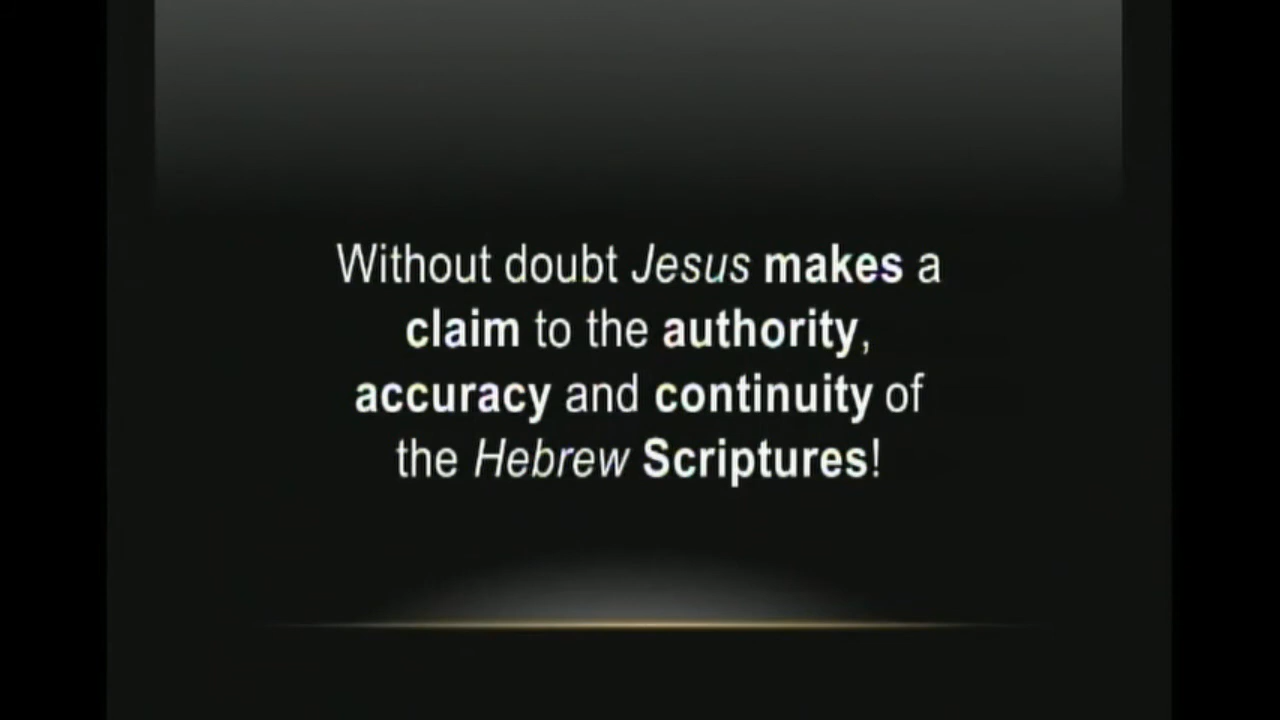 Without doubt Jesus makes a
claim to the authority,
accuracy and continuity of
the Hebrew Scriptures!